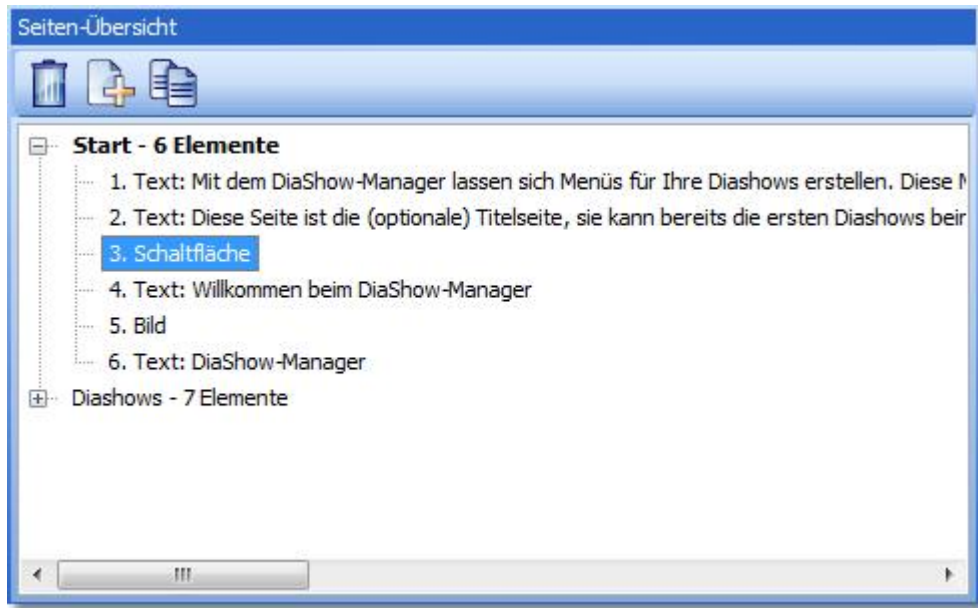 Seiten-Übersicht
Start - 6 Elemente
1. Text: Mit dem DiaShow-Manager lassen sich Menüs für Ihre Diashows erstellen. Diese
2. Text: Diese Seite ist die (optionale) Titelseite, sie kann bereits die ersten Diashows
3. Schaltfläche
4. Text: Willkommen beim DiaShow-Manager
5. Bild
6. Text: DiaShow-Manager
Diashows - 7 Elemente